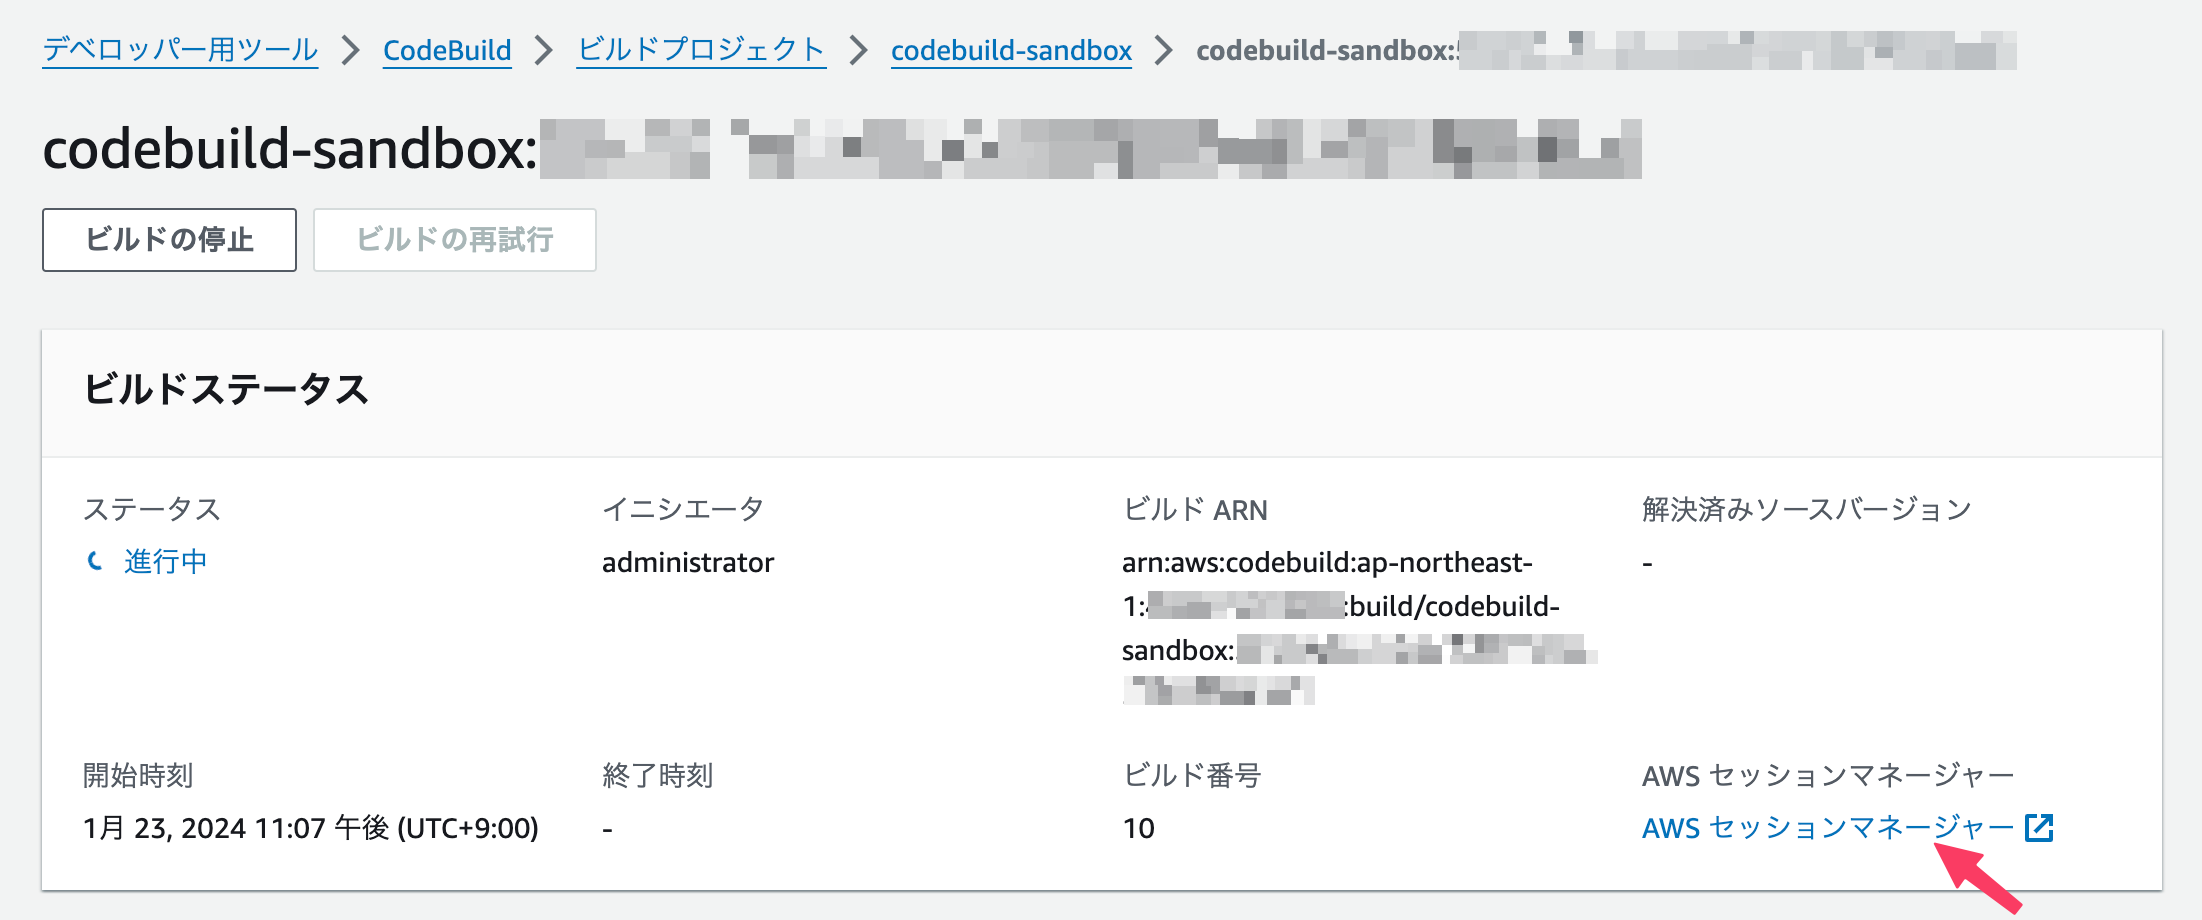 デベロッパー用ツール > CodeBuild > ビルドプロジェクト > codebuild-sandbox > codebuild-sandbox:
codebuild-sandbox:
ビルドの停止 ビルドの再試行
ビルドステータス
ステータス イニシエータ ビルド ARN 解決済みソースバージョン
進行中 administrator arn:aws:codebuild:ap-northeast- -
1: :build/codebuild-
sandbox:
開始時刻 終了時刻 ビルド番号 AWS セッションマネージャー
1月 23, 2024 11:07 午後 (UTC+9:00) - 10 AWS セッションマネージャー